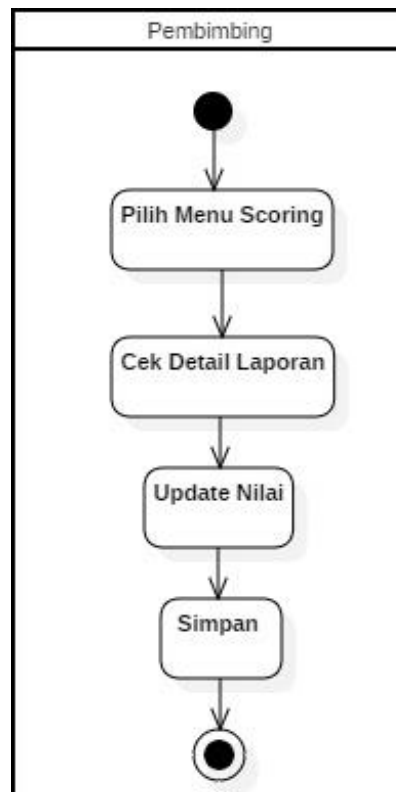 Pembimbing
Pilih Menu Scoring
Cek Detail Laporan
Update Nilai
Simpan